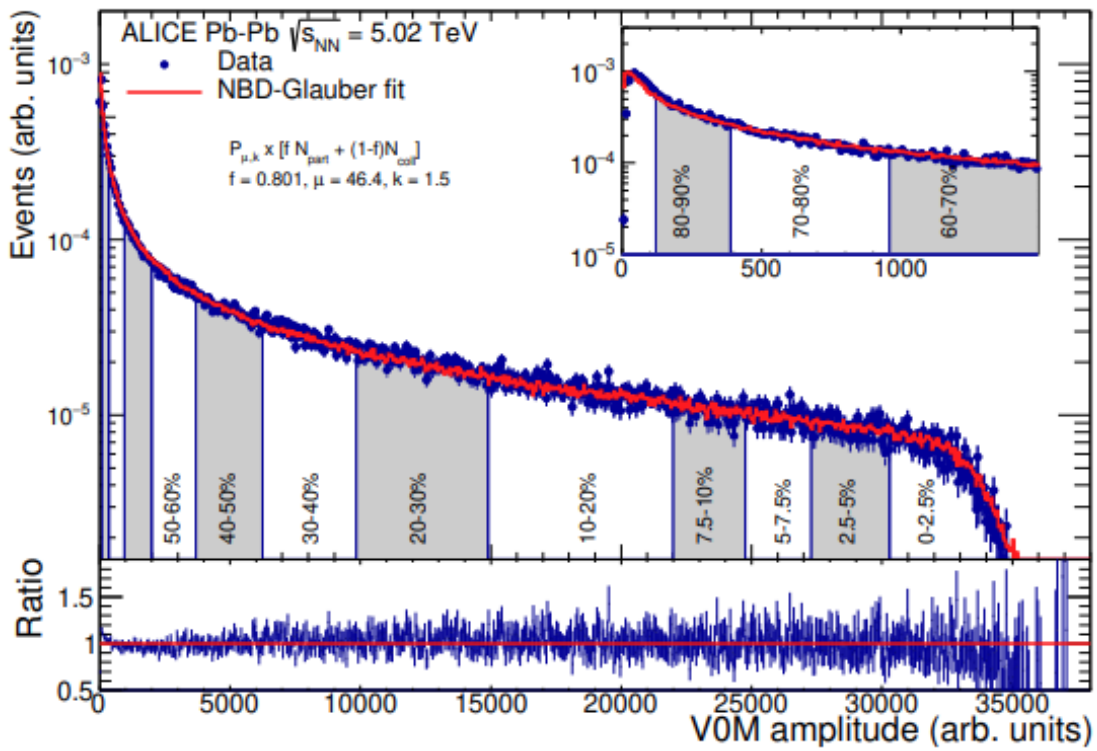 ALICE Pb-Pb √sNN = 5.02 TeV
Data
NBD-Glauber fit
Pμ,k x [f Npart + (1-f)Ncoll]
f = 0.801, μ = 46.4, k = 1.5
Events (arb. units)
10⁻³
10⁻⁴
10⁻⁵
10⁻³
10⁻⁴
10⁻⁵
80-90%
70-80%
60-70%
0 500 1000
50-60%
40-50%
30-40%
20-30%
10-20%
7.5-10%
5-7.5%
2.5-5%
0-2.5%
Ratio
1.5
1
0.5
0 5000 10000 15000 20000 25000 30000 35000
V0M amplitude (arb. units)